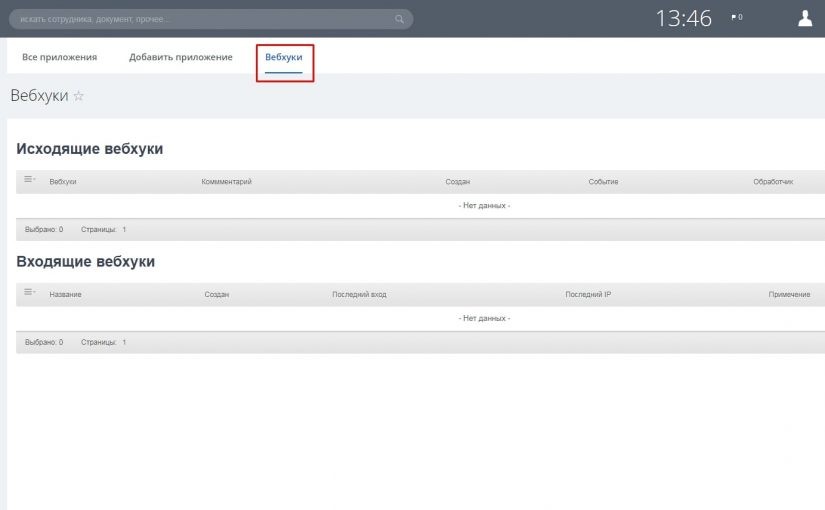 искать сотрудника, документ, прочее...
13:46
0
Все приложения Добавить приложение Вебхуки
Вебхуки
Исходящие вебхуки
Вебхуки Коммментарий Создан Событие Обработчик
- Нет данных -
Выбрано: 0 Страницы: 1
Входящие вебхуки
Название Создан Последний вход Последний IP Примечение
- Нет данных -
Выбрано: 0 Страницы: 1